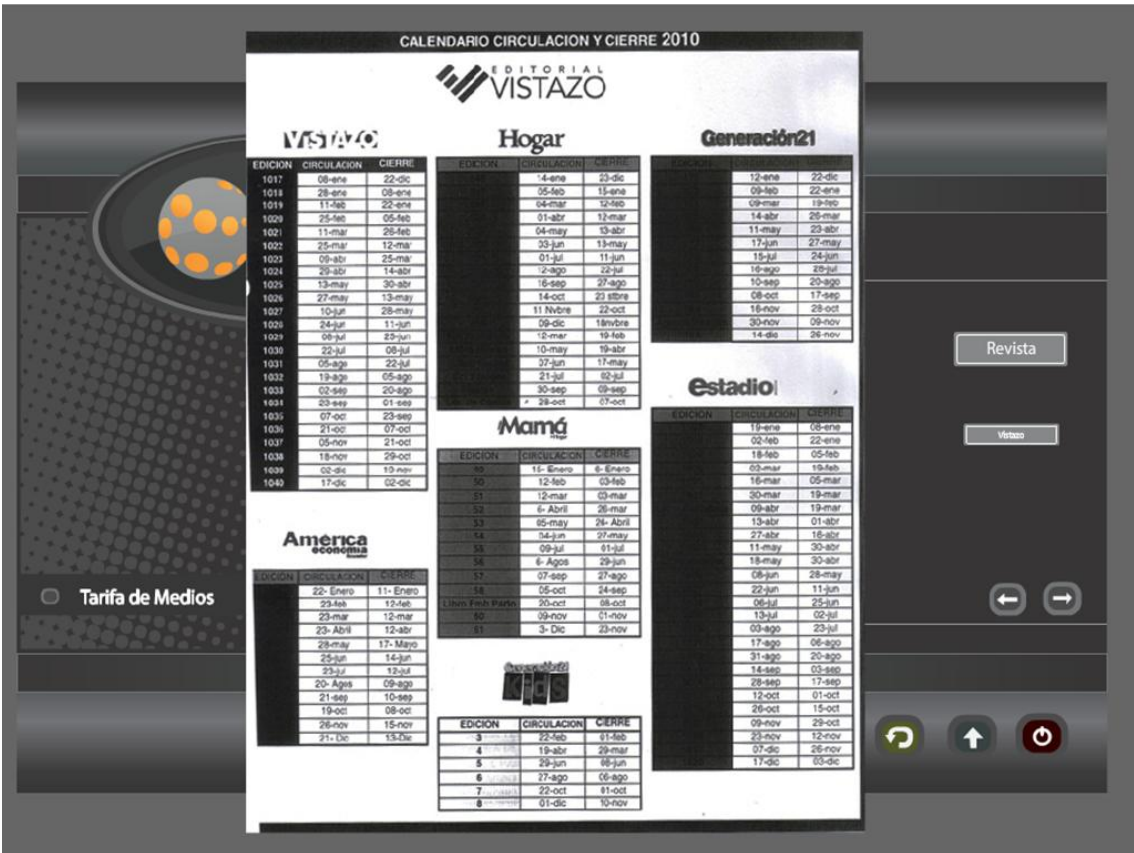 CALENDARIO CIRCULACION Y CIERRE 2010
EDITORIAL
VISTAZO
VISTAZO
EDICION CIRCULACION CIERRE
1017 08-ene 22-dic
1018 28-ene 08-ene
1019 11-feb 22-ene
1020 25-feb 05-feb
1021 11-mar 26-feb
1022 25-mar 12-mar
1023 09-abr 25-mar
1024 29-abr 14-abr
1025 13-may 30-abr
1026 27-may 13-may
1027 10-jun 28-may
1028 24-jun 11-jun
1029 08-jul 25-jun
1030 22-jul 08-jul
1031 05-ago 22-jul
1032 19-ago 05-ago
1033 02-sep 20-ago
1034 23-sep 01-sep
1035 07-oct 23-sep
1036 21-oct 07-oct
1037 05-nov 21-oct
1038 18-nov 29-oct
1039 02-dic 10-nov
1040 17-dic 02-dic
América
economía
EDICION CIRCULACION CIERRE
22- Enero 11- Enero
23-feb 12-feb
23-mar 12-mar
23- Abril 12-abr
28-may 17- Mayo
25-jun 14-jun
23-jul 12-jul
20- Agos 09-ago
21-sep 10-sep
19-oct 08-oct
26-nov 15-nov
21- Dic 13-Dic
Hogar
EDICION CIRCULACION CIERRE
14-ene 23-dic
05-feb 15-ene
04-mar 12-feb
01-abr 12-mar
04-may 13-abr
03-jun 13-may
01-jul 11-jun
12-ago 22-jul
16-sep 27-ago
14-oct 23 stbre
11 Nvbre 22-oct
09-dic 18nvbre
12-mar 19-feb
10-may 19-abr
07-jun 17-may
21-jul 02-jul
30-sep 09-sep
28-oct 07-oct
Mamá
EDICION CIRCULACION CIERRE
15- Enero 6- Enero
50 12-feb 03-feb
51 12-mar 03-mar
52 6- Abril 26-mar
53 05-may 26- Abril
54 04-jun 27-may
55 09-jul 01-jul
56 6- Agos 29-jun
57 07-sep 27-ago
58 05-oct 24-sep
20-oct 08-oct
60 09-nov 01-nov
61 3- Dic 23-nov
Generación21
Kids
EDICION CIRCULACION CIERRE
3 22-feb 01-feb
4 19-abr 29-mar
5 29-jun 08-jun
6 27-ago 06-ago
7 22-oct 01-oct
8 01-dic 10-nov
Generación21
EDICION CIRCULACION CIERRE
12-ene 22-dic
09-feb 22-ene
09-mar 19-feb
14-abr 26-mar
11-may 23-abr
17-jun 27-may
15-jul 24-jun
16-ago 26-jul
10-sep 20-ago
08-oct 17-sep
16-nov 28-oct
30-nov 09-nov
14-dic 26-nov
Estadio
EDICION CIRCULACION CIERRE
19-ene 08-ene
02-feb 22-ene
18-feb 05-feb
02-mar 19-feb
16-mar 05-mar
30-mar 19-mar
09-abr 19-mar
13-abr 01-abr
27-abr 16-abr
11-may 30-abr
18-may 30-abr
08-jun 28-may
22-jun 11-jun
06-jul 25-jun
13-jul 02-jul
03-ago 23-jul
17-ago 06-ago
31-ago 20-ago
14-sep 03-sep
28-sep 17-sep
12-oct 01-oct
26-oct 15-oct
09-nov 29-oct
23-nov 12-nov
07-dic 26-nov
17-dic 03-dic
Tarifa de Medios
Revista
Vistazo